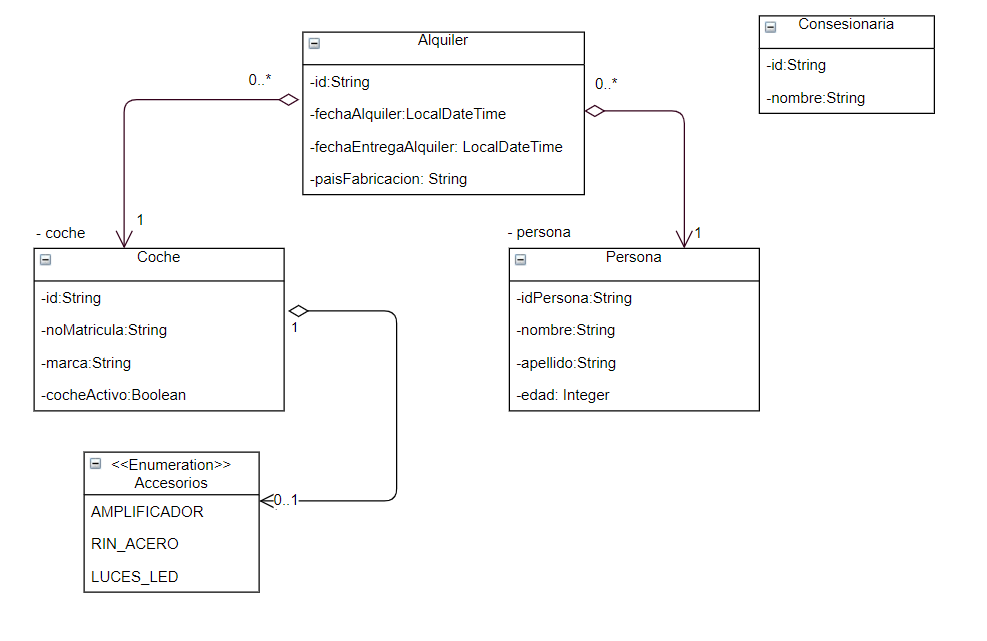 Alquiler
-id:String
-fechaAlquiler:LocalDateTime
-fechaEntregaAlquiler: LocalDateTime
-paisFabricacion: String
Consesionaria
-id:String
-nombre:String
0..*
0..*
1
1
- coche
- persona
Coche
-id:String
-noMatricula:String
-marca:String
-cocheActivo:Boolean
1
Persona
-idPersona:String
-nombre:String
-apellido:String
-edad: Integer
<<Enumeration>>
Accesorios
AMPLIFICADOR
RIN_ACERO
LUCES_LED
0..1